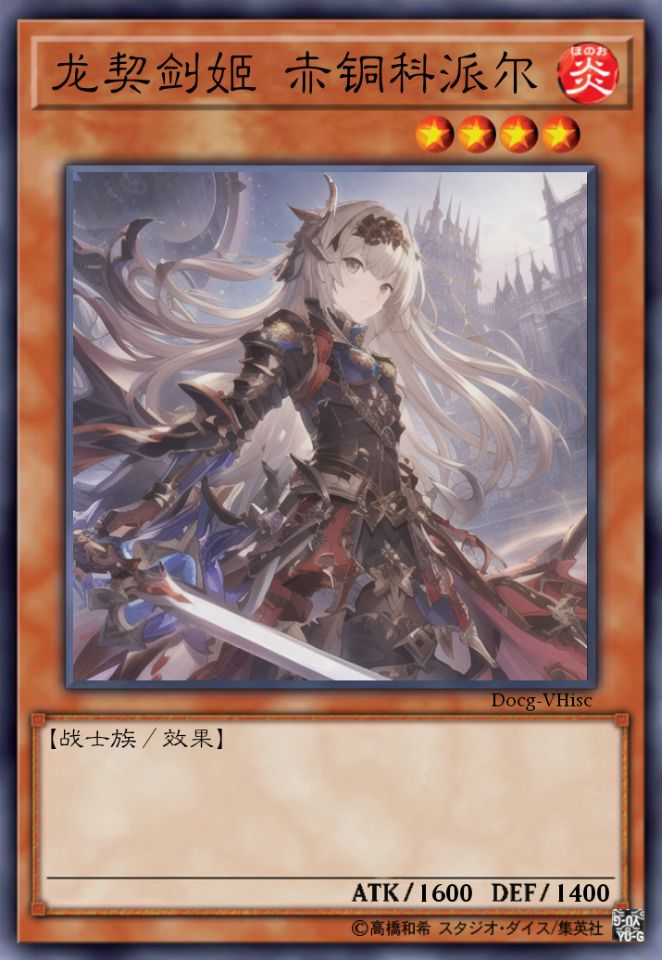 龙契剑姬 赤铜科派尔
ほのお
炎
Docg-VHisc
【战士族／效果】
ATK/1600 DEF/1400
©高橋和希 スタジオ・ダイス/集英社